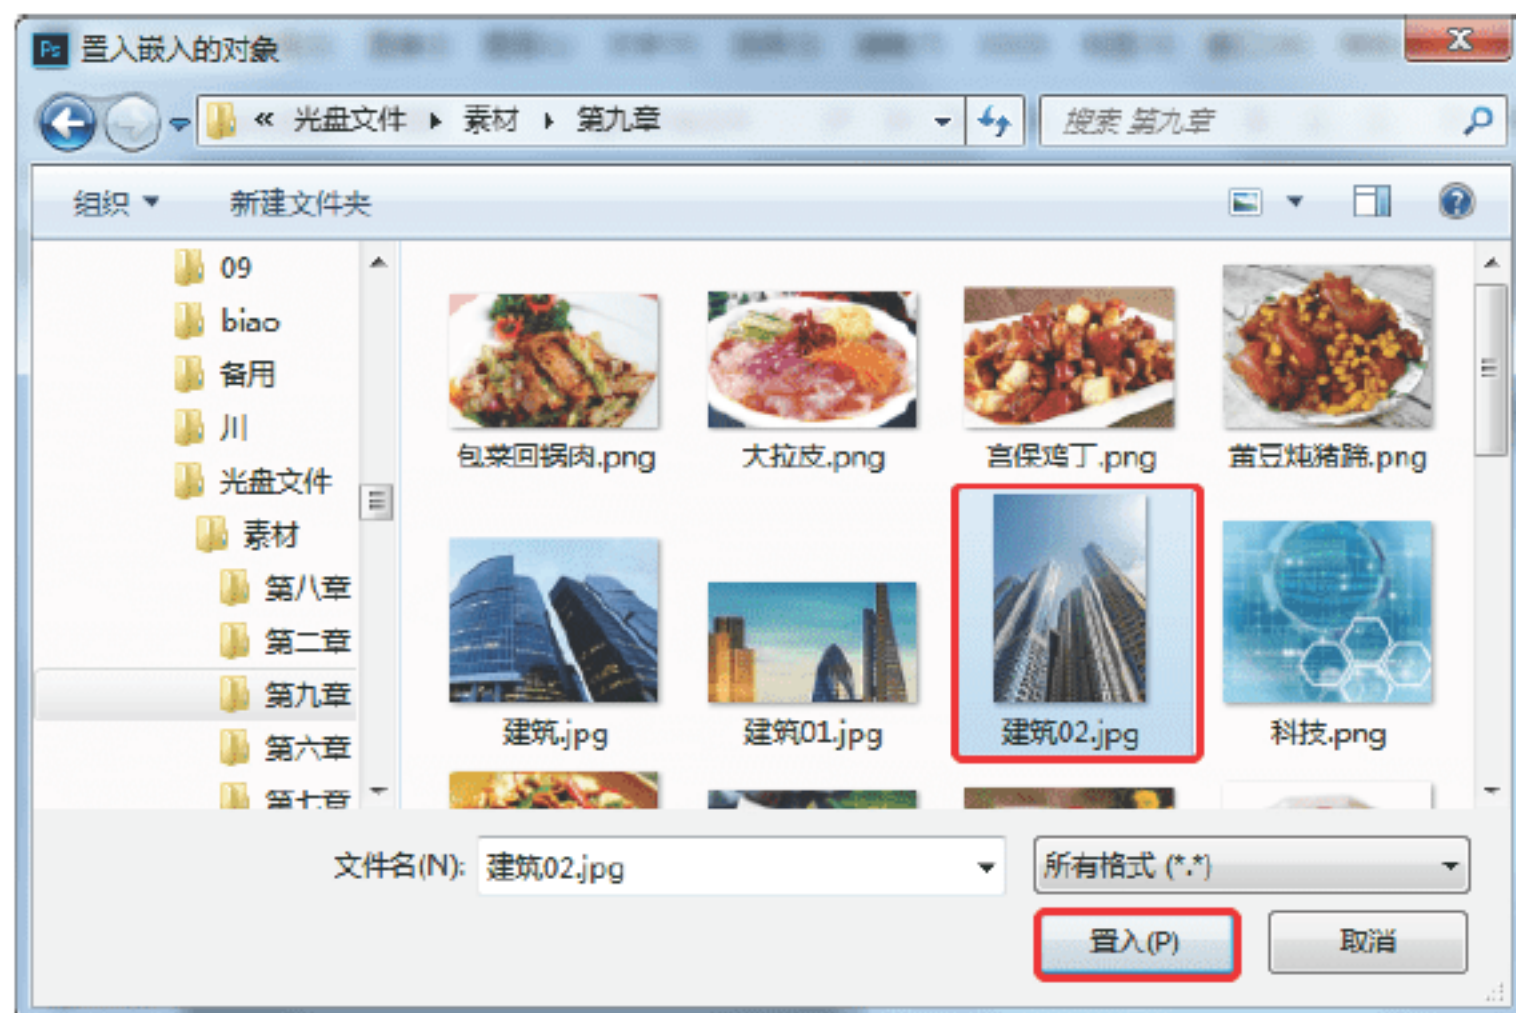 Ps 置入嵌入的对象
« 光盘文件 素材 第九章
搜索 第九章
组织 新建文件夹
09
biao
备用
川
光盘文件
素材
第八章
第二章
第九章
第六章
第七章
包菜回锅肉.png
大拉皮.png
宫保鸡丁.png
黄豆炖猪蹄.png
建筑.jpg
建筑01.jpg
建筑02.jpg
科技.png
文件名(N): 建筑02.jpg
所有格式 (*.*)
置入(P)
取消